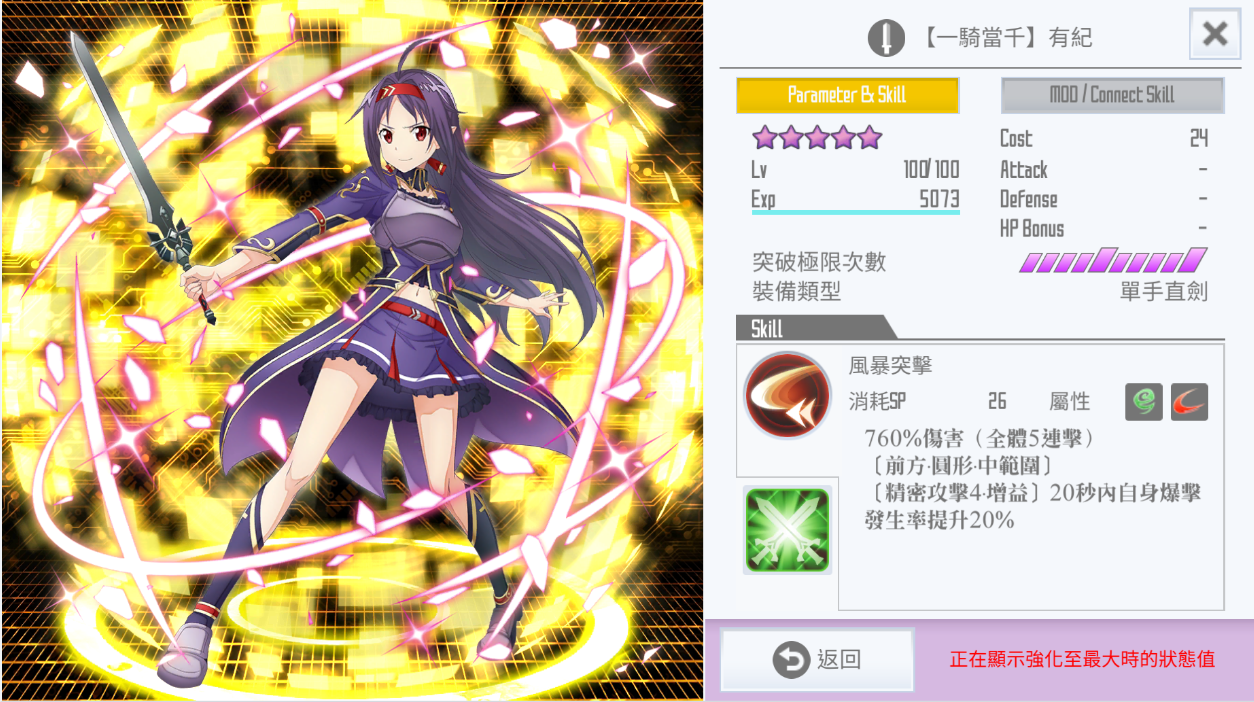 【一騎當千】有紀
Parameter & Skill
MOD / Connect Skill
Lv 100/100
Exp 5073
Cost 24
Attack -
Defense -
HP Bonus -
突破極限次數
裝備類型 單手直劍
Skill
風暴突擊
消耗SP 26 屬性
760%傷害（全體5連擊）
〔前方·圓形·中範圍〕
〔精密攻擊4·增益〕20秒內自身爆擊
發生率提升20%
返回
正在顯示強化至最大時的狀態值